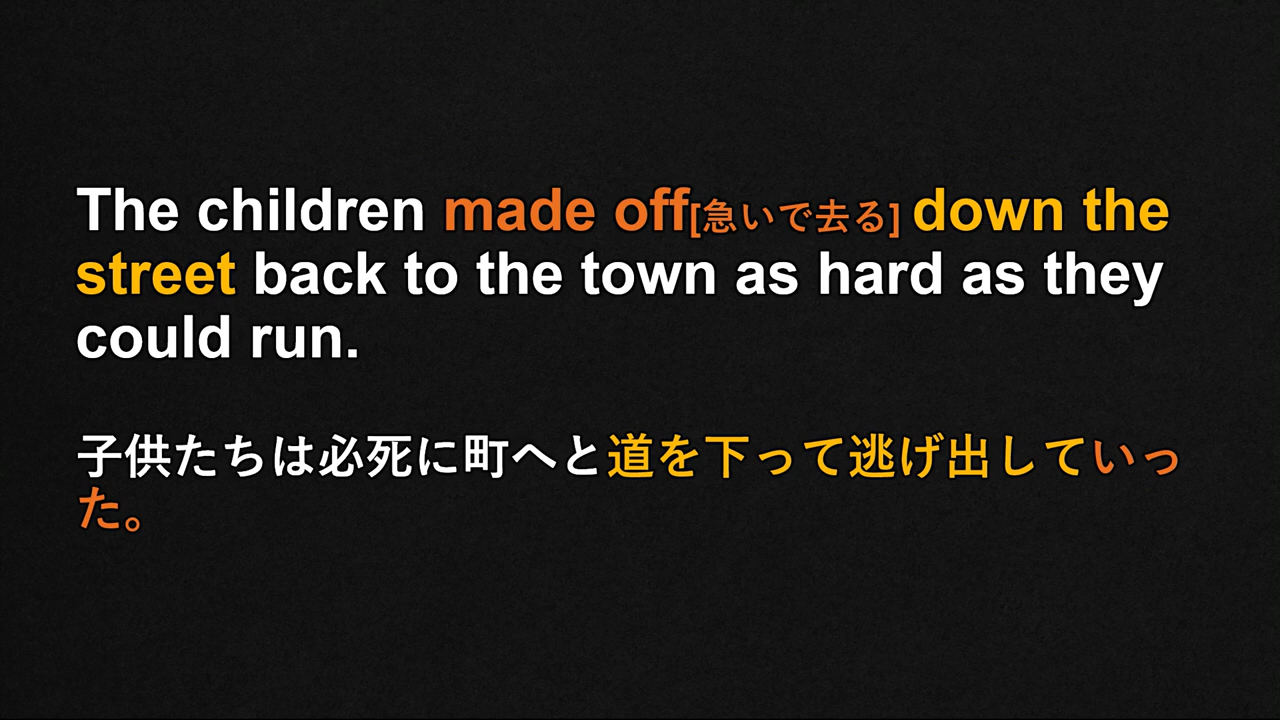 The children made off[急いで去る] down the
street back to the town as hard as they
could run.
子供たちは必死に町へと道を下って逃げ出していっ
た。